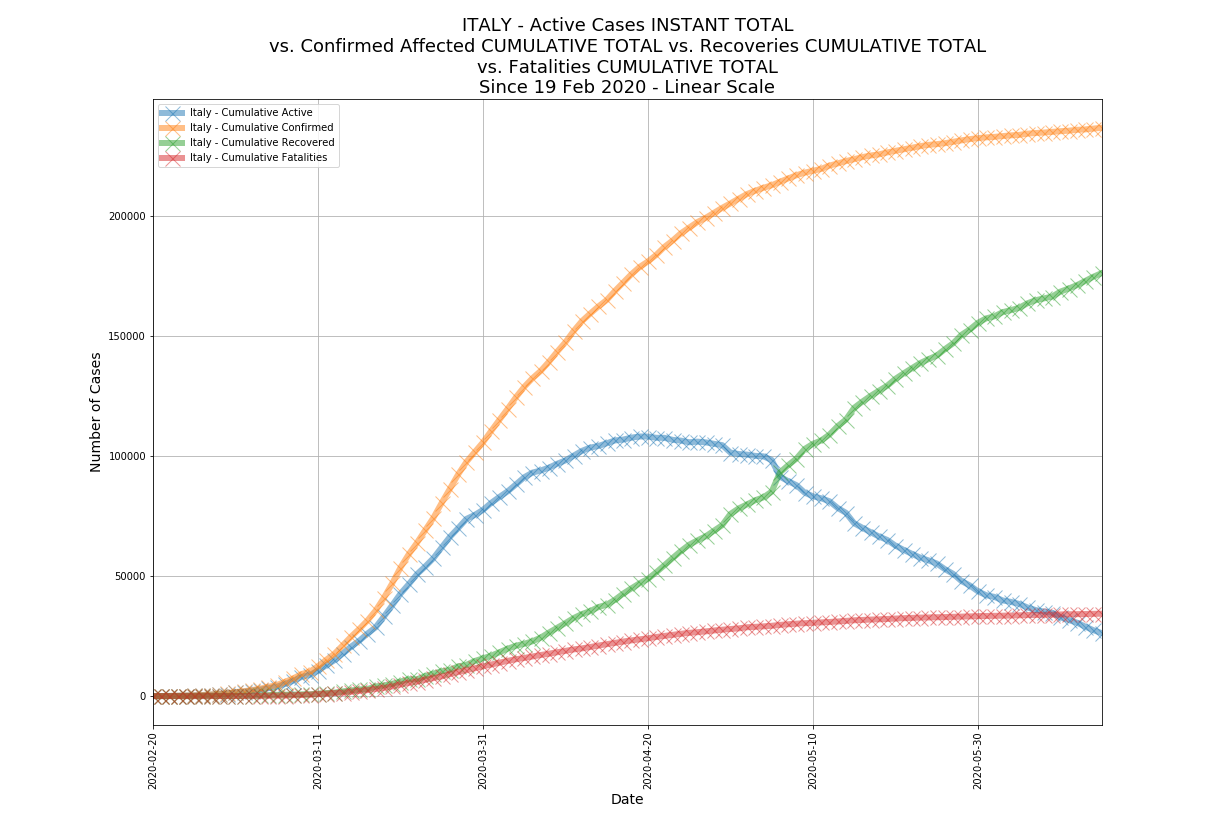 ITALY - Active Cases INSTANT TOTAL
vs. Confirmed Affected CUMULATIVE TOTAL vs. Recoveries CUMULATIVE TOTAL
vs. Fatalities CUMULATIVE TOTAL
Since 19 Feb 2020 - Linear Scale
Italy - Cumulative Active
Italy - Cumulative Confirmed
Italy - Cumulative Recovered
Italy - Cumulative Fatalities
Number of Cases
200000
150000
100000
50000
0
2020-02-20
2020-03-11
2020-03-31
2020-04-20
2020-05-10
2020-05-30
Date